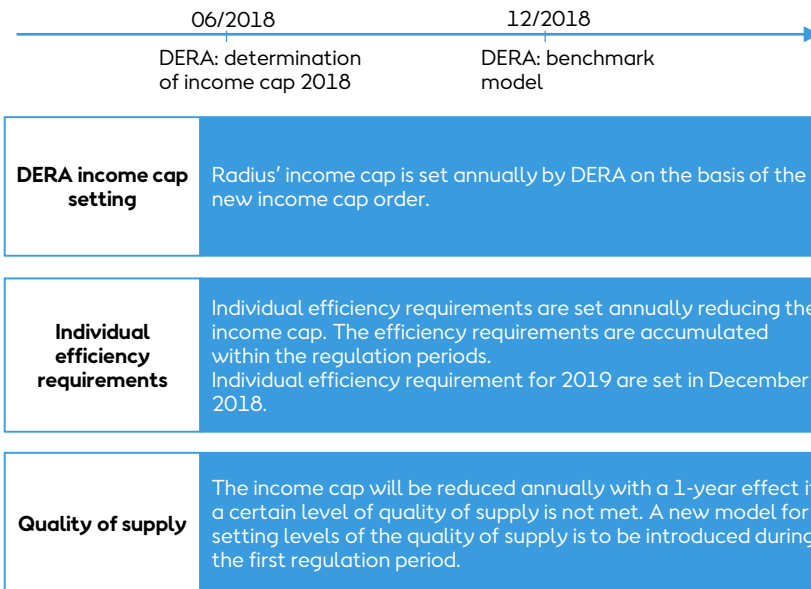 06/2018
12/2018
DERA: determination
of income cap 2018
DERA: benchmark
model
DERA income cap
setting
Radius' income cap is set annually by DERA on the basis of the
new income cap order.
Individual
efficiency
requirements
Individual efficiency requirements are set annually reducing the
income cap. The efficiency requirements are accumulated
within the regulation periods.
Individual efficiency requirement for 2019 are set in December
2018.
Quality of supply
The income cap will be reduced annually with a 1-year effect if
a certain level of quality of supply is not met. A new model for
setting levels of the quality of supply is to be introduced during
the first regulation period.